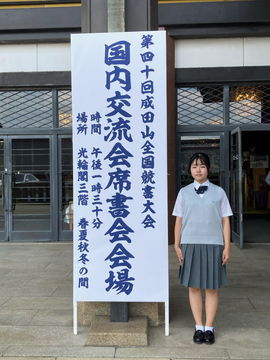 第四十回成田山全国競書大会
国内交流会席書会会場
時間 午後一時三十分
場所 光輪閣三階 春夏秋冬の間